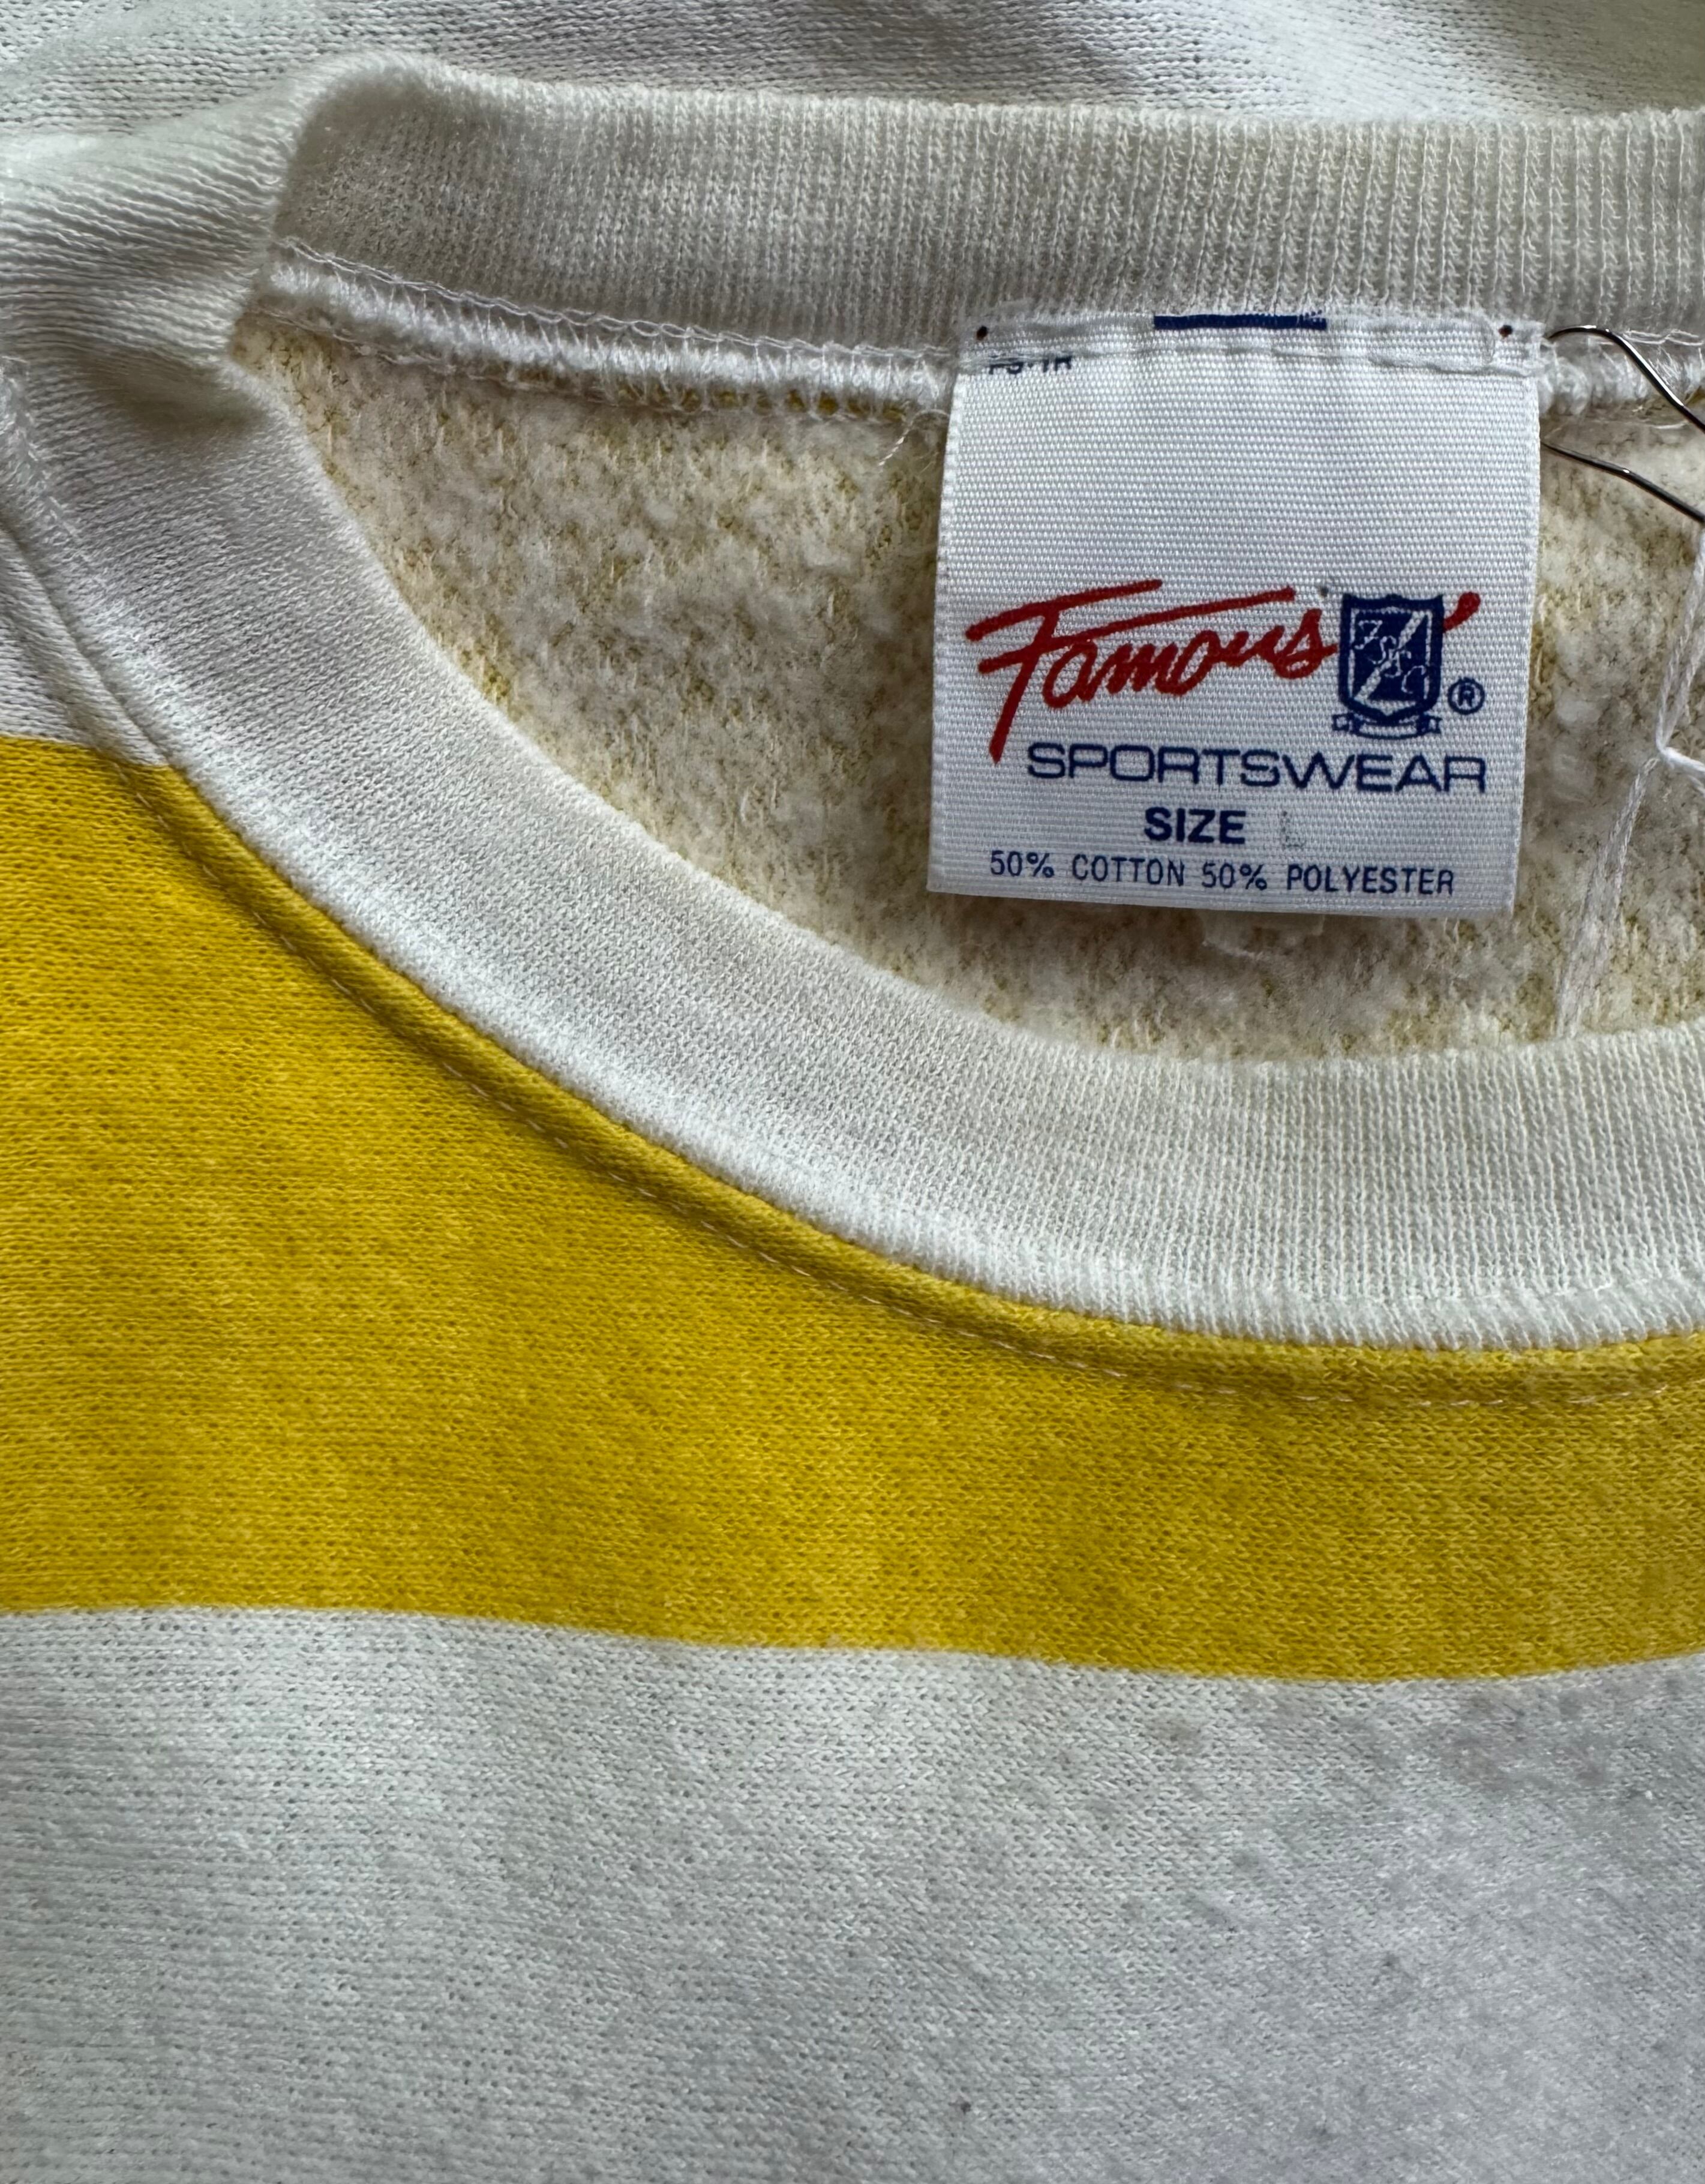 Famous
®
SPORTSWEAR
SIZE L
50% COTTON 50% POLYESTER